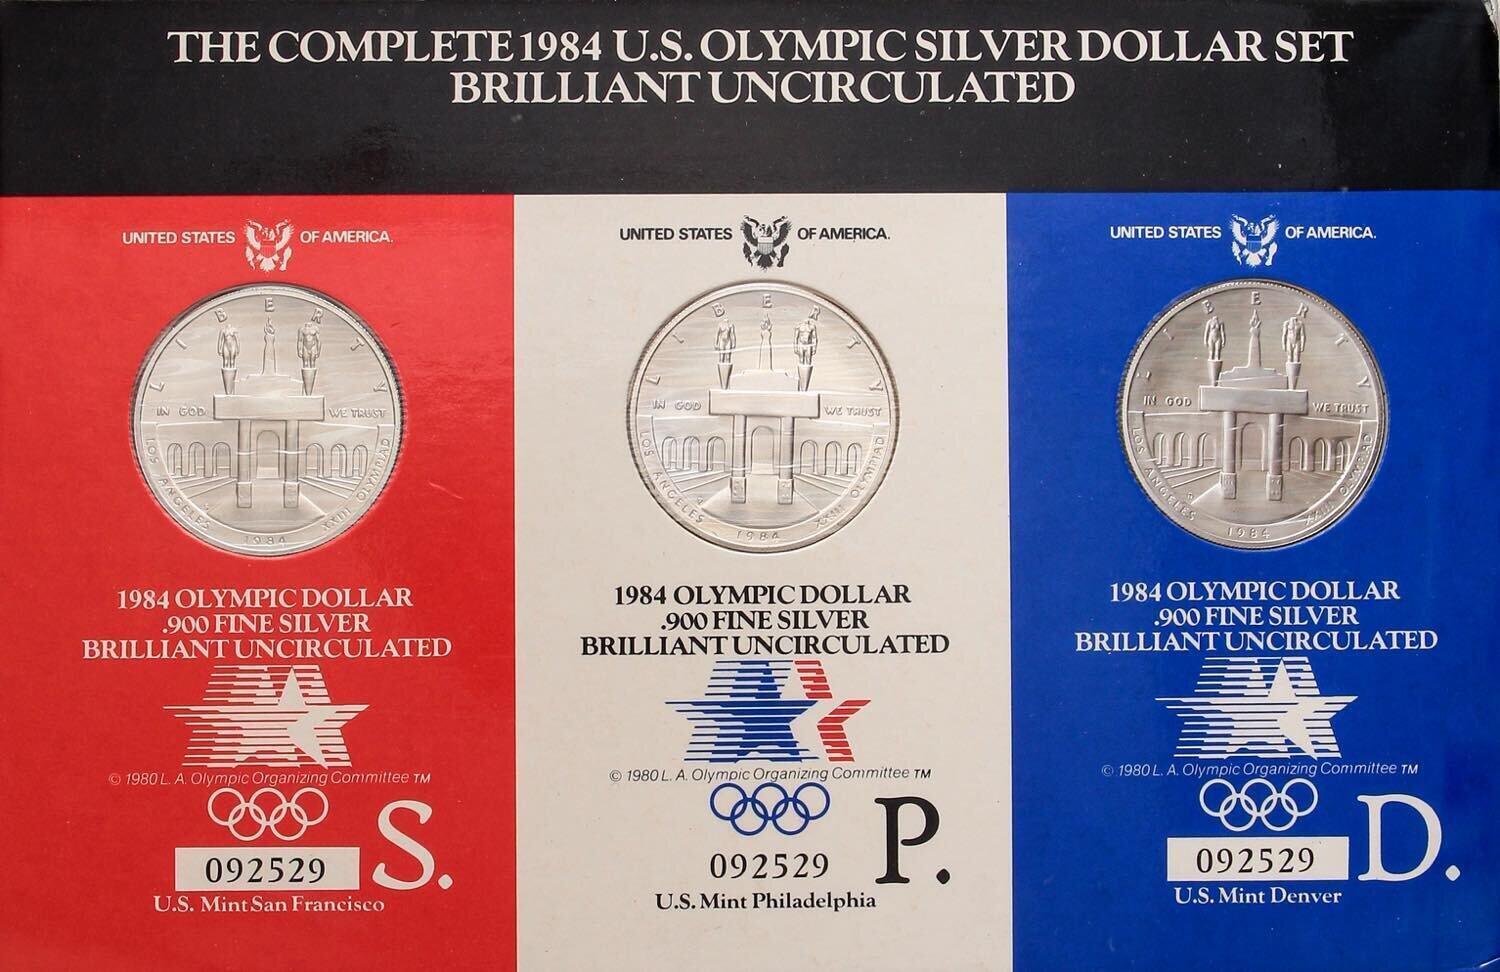 THE COMPLETE 1984 U.S. OLYMPIC SILVER DOLLAR SET
BRILLIANT UNCIRCULATED
UNITED STATES OF AMERICA.
LIBERTY
IN GOD WE TRUST
LOS ANGELES XXIII OLYMPIAD
1984
1984 OLYMPIC DOLLAR
.900 FINE SILVER
BRILLIANT UNCIRCULATED
© 1980 L. A. Olympic Organizing Committee TM
092529
S.
U.S. Mint San Francisco
UNITED STATES OF AMERICA.
LIBERTY
IN GOD WE TRUST
LOS ANGELES XXIII OLYMPIAD
1984
1984 OLYMPIC DOLLAR
.900 FINE SILVER
BRILLIANT UNCIRCULATED
© 1980 L. A. Olympic Organizing Committee TM
092529
P.
U.S. Mint Philadelphia
UNITED STATES OF AMERICA.
LIBERTY
IN GOD WE TRUST
LOS ANGELES XXIII OLYMPIAD
1984
1984 OLYMPIC DOLLAR
.900 FINE SILVER
BRILLIANT UNCIRCULATED
© 1980 L. A. Olympic Organizing Committee TM
092529
D.
U.S. Mint Denver